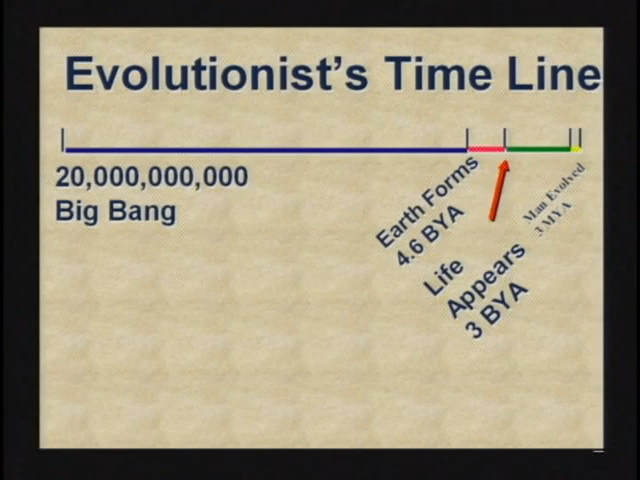 Evolutionist's Time Line
20,000,000,000
Big Bang
Earth Forms
4.6 BYA
Life
Appears
3 BYA
Man Evolved
3 MYA